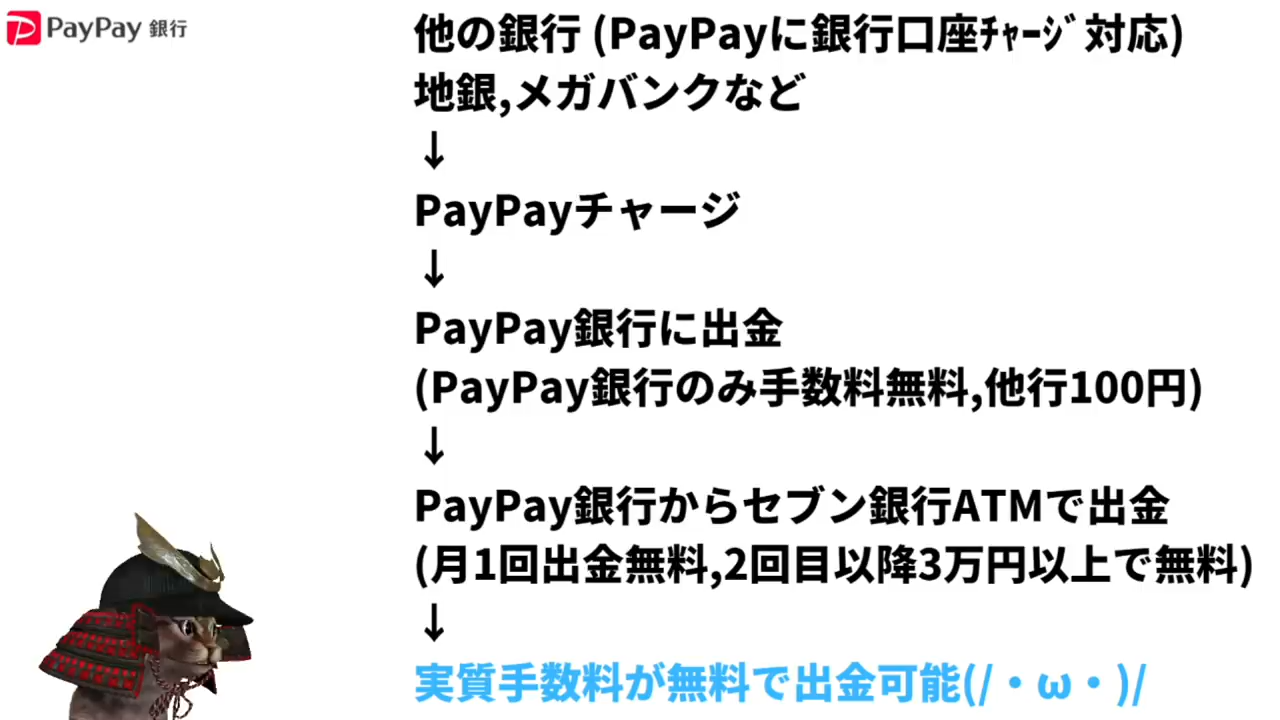 PayPay 銀行
他の銀行 (PayPayに銀行口座ﾁｬｰｼﾞ対応)
地銀,メガバンクなど
↓
PayPayチャージ
↓
PayPay銀行に出金
(PayPay銀行のみ手数料無料,他行100円)
↓
PayPay銀行からセブン銀行ATMで出金
(月1回出金無料,2回目以降3万円以上で無料)
↓
実質手数料が無料で出金可能(/・ω・)/